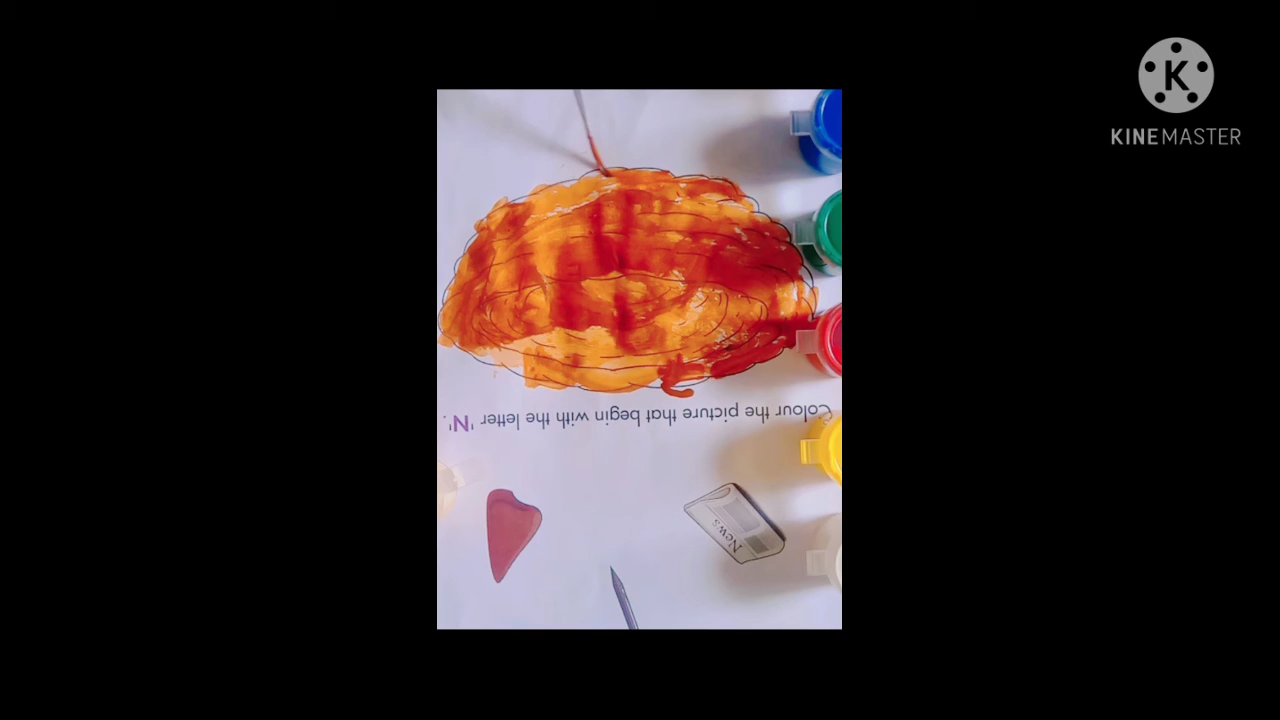 KINEMASTER
Colour the picture that begin with the letter 'N'.
News